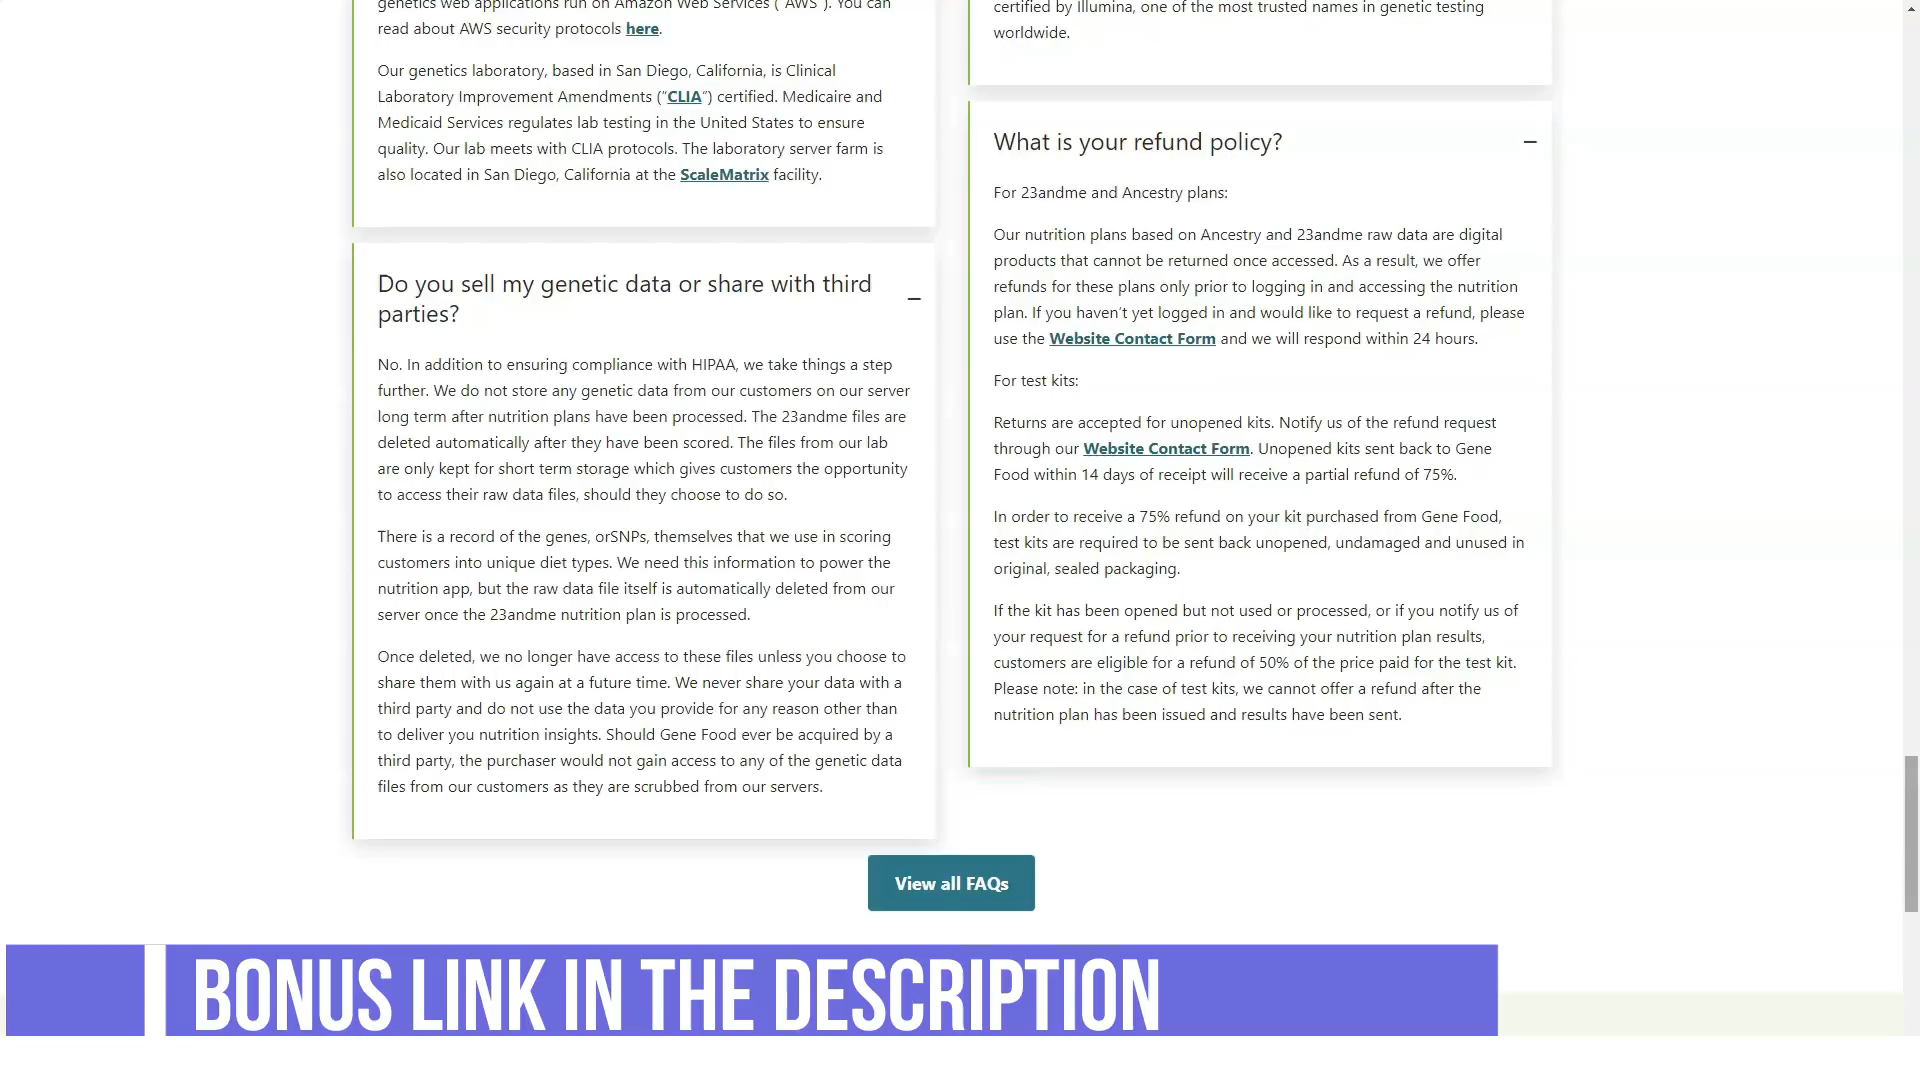 genetics web applications run on Amazon Web Services ("AWS"). You can
read about AWS security protocols here.
Our genetics laboratory, based in San Diego, California, is Clinical
Laboratory Improvement Amendments (“CLIA”) certified. Medicaire and
Medicaid Services regulates lab testing in the United States to ensure
quality. Our lab meets with CLIA protocols. The laboratory server farm is
also located in San Diego, California at the ScaleMatrix facility.
Do you sell my genetic data or share with third
parties?
No. In addition to ensuring compliance with HIPAA, we take things a step
further. We do not store any genetic data from our customers on our server
long term after nutrition plans have been processed. The 23andme files are
deleted automatically after they have been scored. The files from our lab
are only kept for short term storage which gives customers the opportunity
to access their raw data files, should they choose to do so.
There is a record of the genes, orSNPs, themselves that we use in scoring
customers into unique diet types. We need this information to power the
nutrition app, but the raw data file itself is automatically deleted from our
server once the 23andme nutrition plan is processed.
Once deleted, we no longer have access to these files unless you choose to
share them with us again at a future time. We never share your data with a
third party and do not use the data you provide for any reason other than
to deliver you nutrition insights. Should Gene Food ever be acquired by a
third party, the purchaser would not gain access to any of the genetic data
files from our customers as they are scrubbed from our servers.
certified by Illumina, one of the most trusted names in genetic testing
worldwide.
What is your refund policy?
For 23andme and Ancestry plans:
Our nutrition plans based on Ancestry and 23andme raw data are digital
products that cannot be returned once accessed. As a result, we offer
refunds for these plans only prior to logging in and accessing the nutrition
plan. If you haven’t yet logged in and would like to request a refund, please
use the Website Contact Form and we will respond within 24 hours.
For test kits:
Returns are accepted for unopened kits. Notify us of the refund request
through our Website Contact Form. Unopened kits sent back to Gene
Food within 14 days of receipt will receive a partial refund of 75%.
In order to receive a 75% refund on your kit purchased from Gene Food,
test kits are required to be sent back unopened, undamaged and unused in
original, sealed packaging.
If the kit has been opened but not used or processed, or if you notify us of
your request for a refund prior to receiving your nutrition plan results,
customers are eligible for a refund of 50% of the price paid for the test kit.
Please note: in the case of test kits, we cannot offer a refund after the
nutrition plan has been issued and results have been sent.
View all FAQs
BONUS LINK IN THE DESCRIPTION